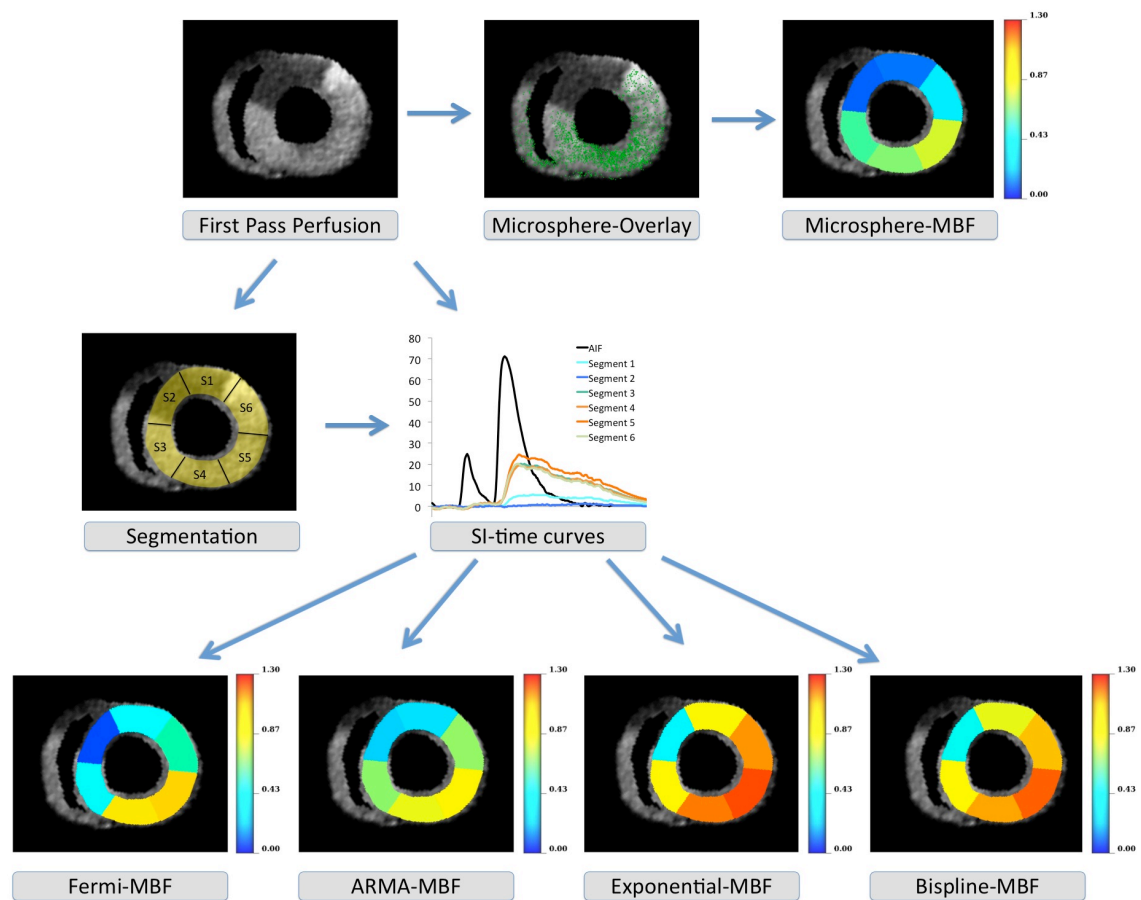 1.30
0.87
0.43
0.00
First Pass Perfusion
Microsphere-Overlay
Microsphere-MBF
S1
S2
S6
S3
S5
S4
Segmentation
80
70
60
50
40
30
20
10
0
AIF
Segment 1
Segment 2
Segment 3
Segment 4
Segment 5
Segment 6
SI-time curves
1.30
0.87
0.43
0.00
Fermi-MBF
1.30
0.87
0.43
0.00
ARMA-MBF
1.30
0.87
0.43
0.00
Exponential-MBF
1.30
0.87
0.43
0.00
Bispline-MBF